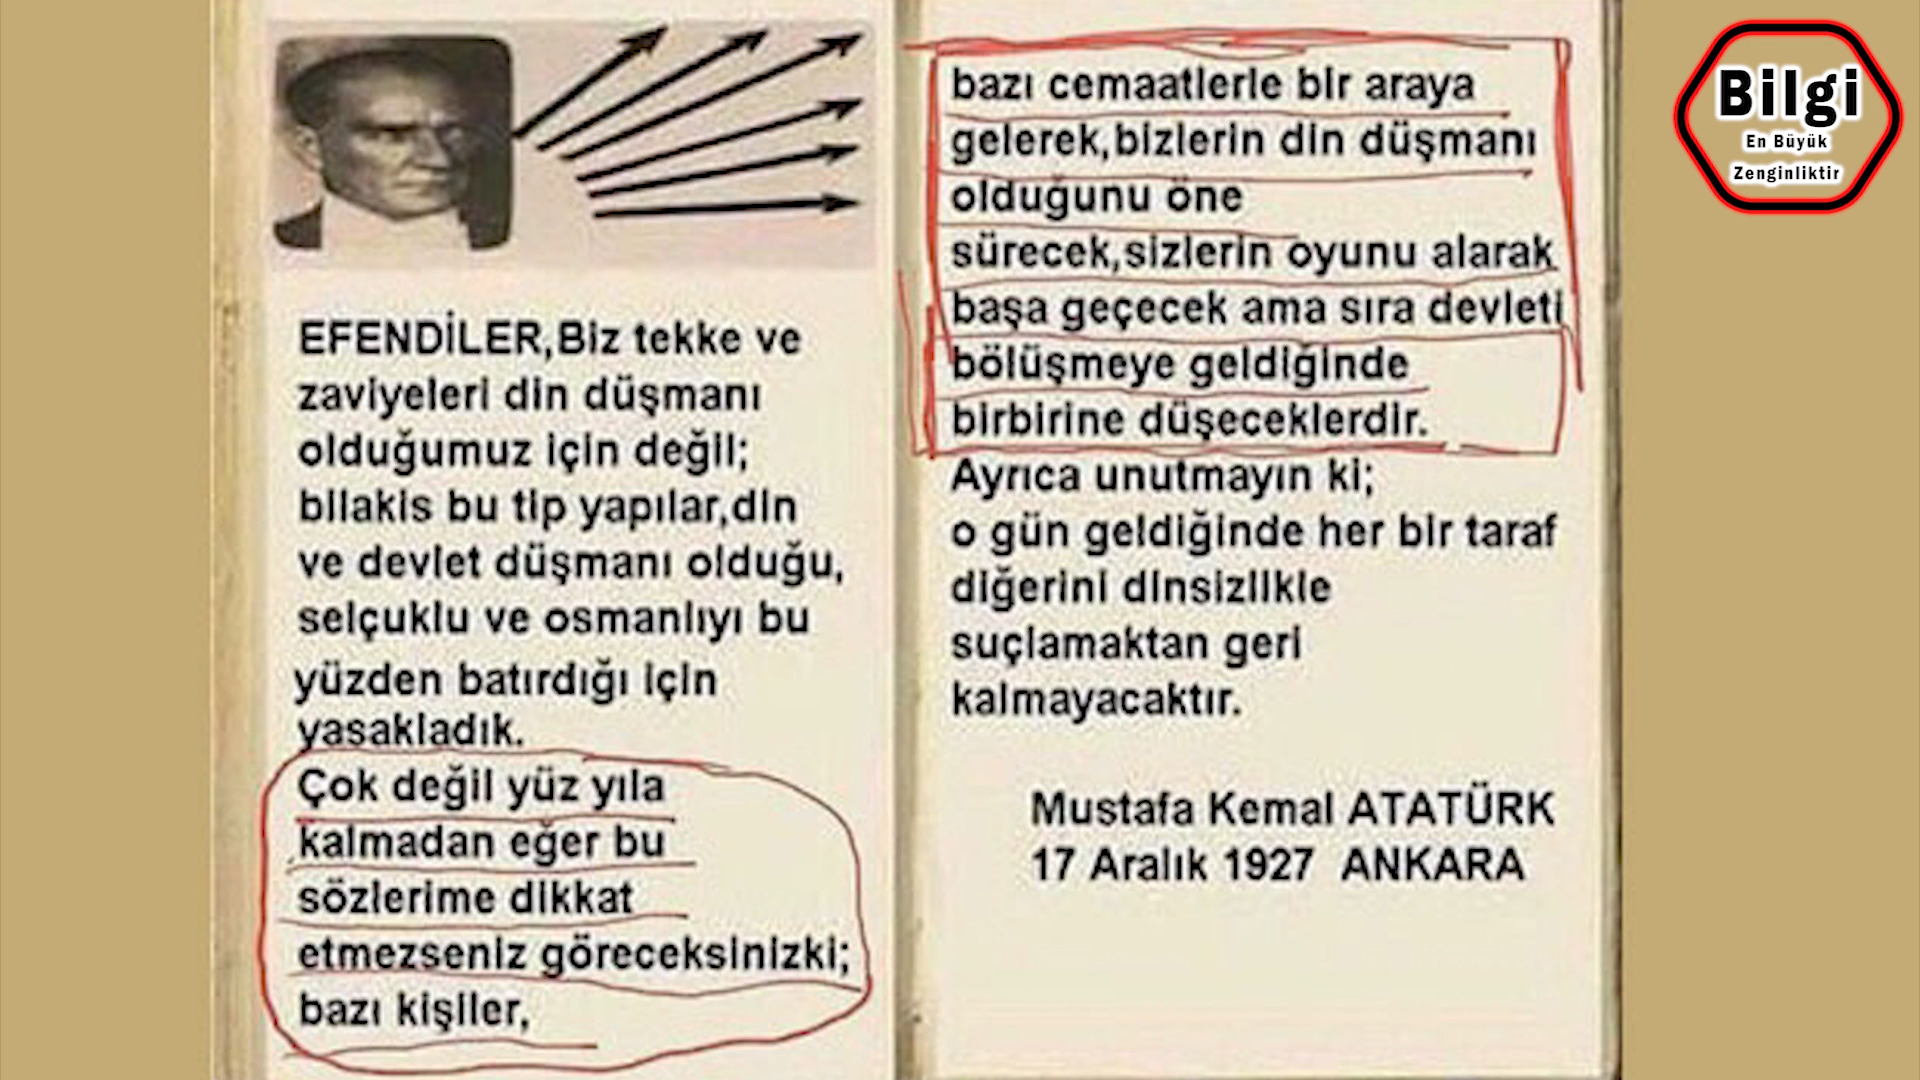 EFENDİLER,Biz tekke ve
zaviyeleri din düşmanı
olduğumuz için değil;
bilakis bu tip yapılar,din
ve devlet düşmanı olduğu,
selçuklu ve osmanlıyı bu
yüzden batırdığı için
yasakladık.
Çok değil yüz yıla
kalmadan eğer bu
sözlerime dikkat
etmezseniz göreceksinizki;
bazı kişiler,
bazı cemaatlerle bir araya
gelerek,bizlerin din düşmanı
olduğunu öne
sürecek,sizlerin oyunu alarak
başa geçecek ama sıra devleti
bölüşmeye geldiğinde
birbirine düşeceklerdir.
Ayrıca unutmayın ki;
o gün geldiğinde her bir taraf
diğerini dinsizlikle
suçlamaktan geri
kalmayacaktır.
Mustafa Kemal ATATÜRK
17 Aralık 1927 ANKARA
Bilgi
En Büyük
Zenginliktir